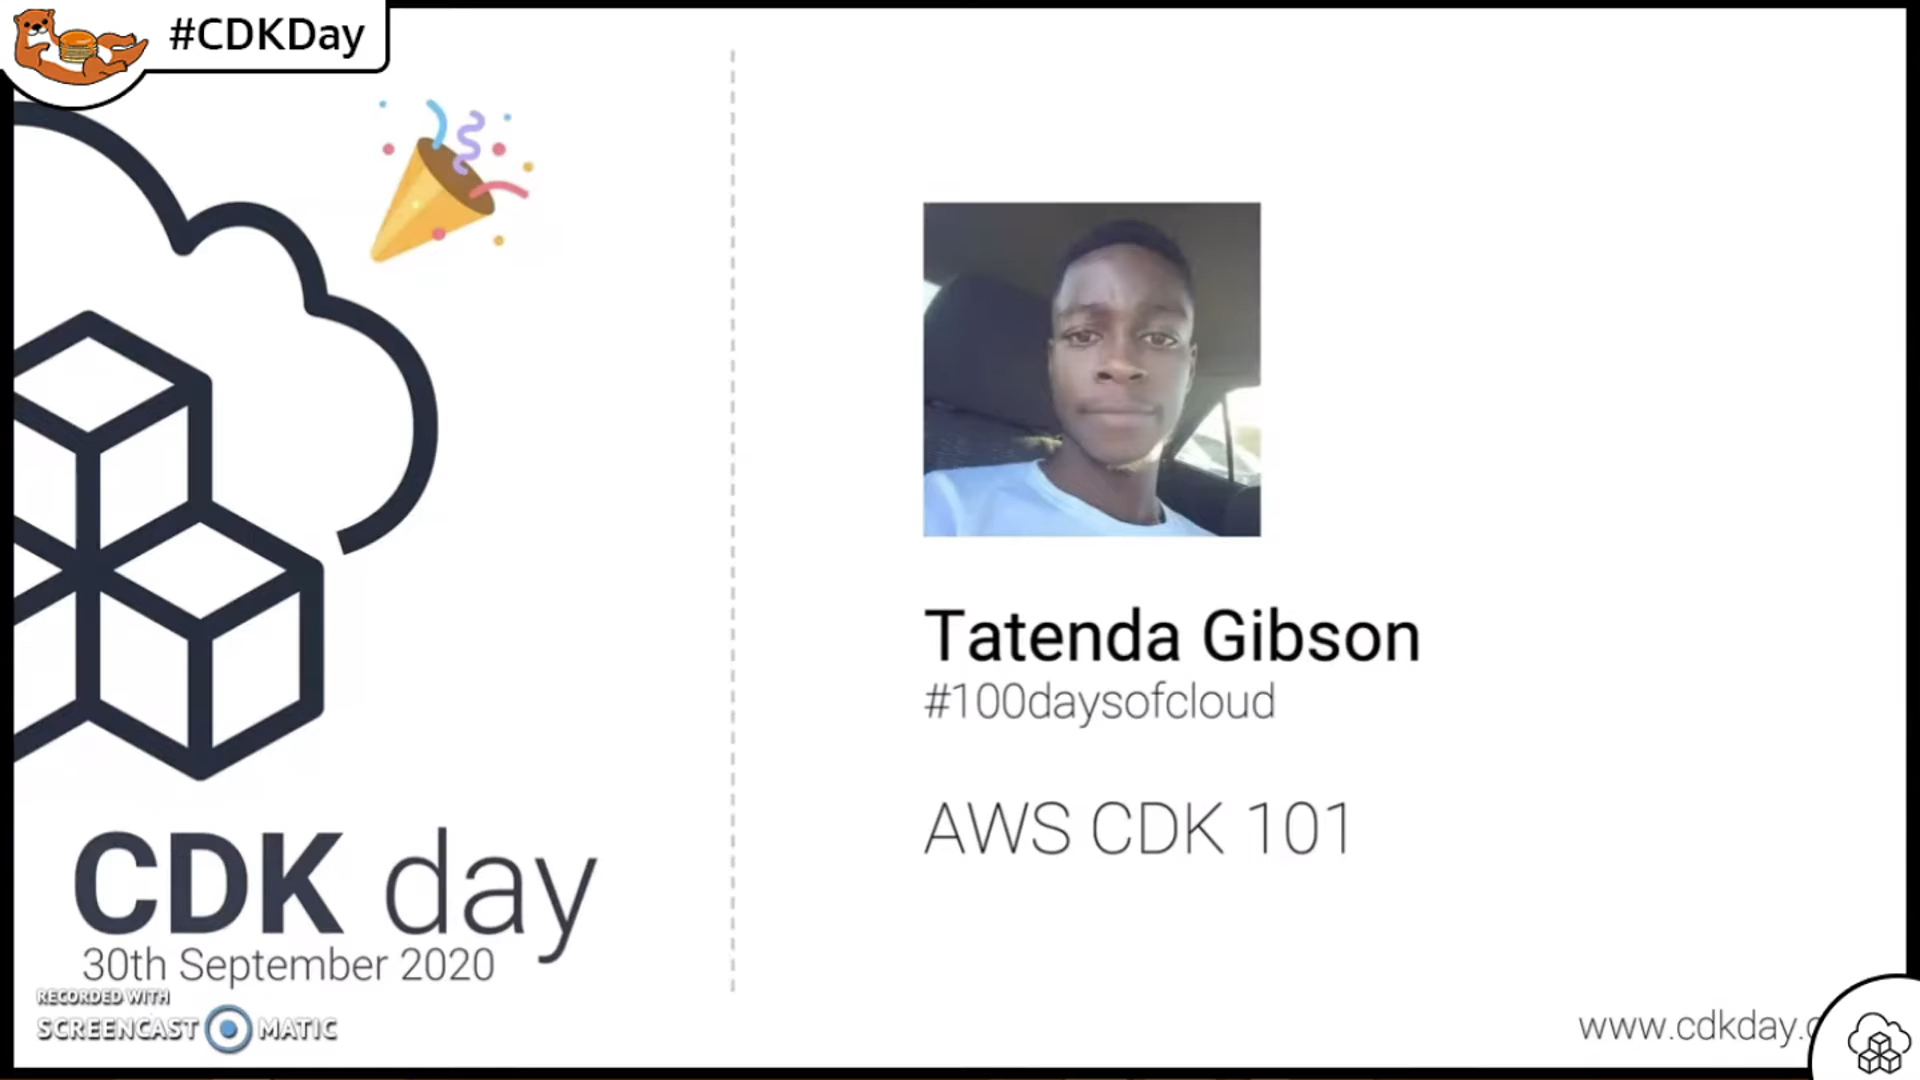 #CDKDay
CDK day
30th September 2020
RECORDED WITH
SCREENCAST MATIC
Tatenda Gibson
#100daysofcloud
AWS CDK 101
www.cdkday.